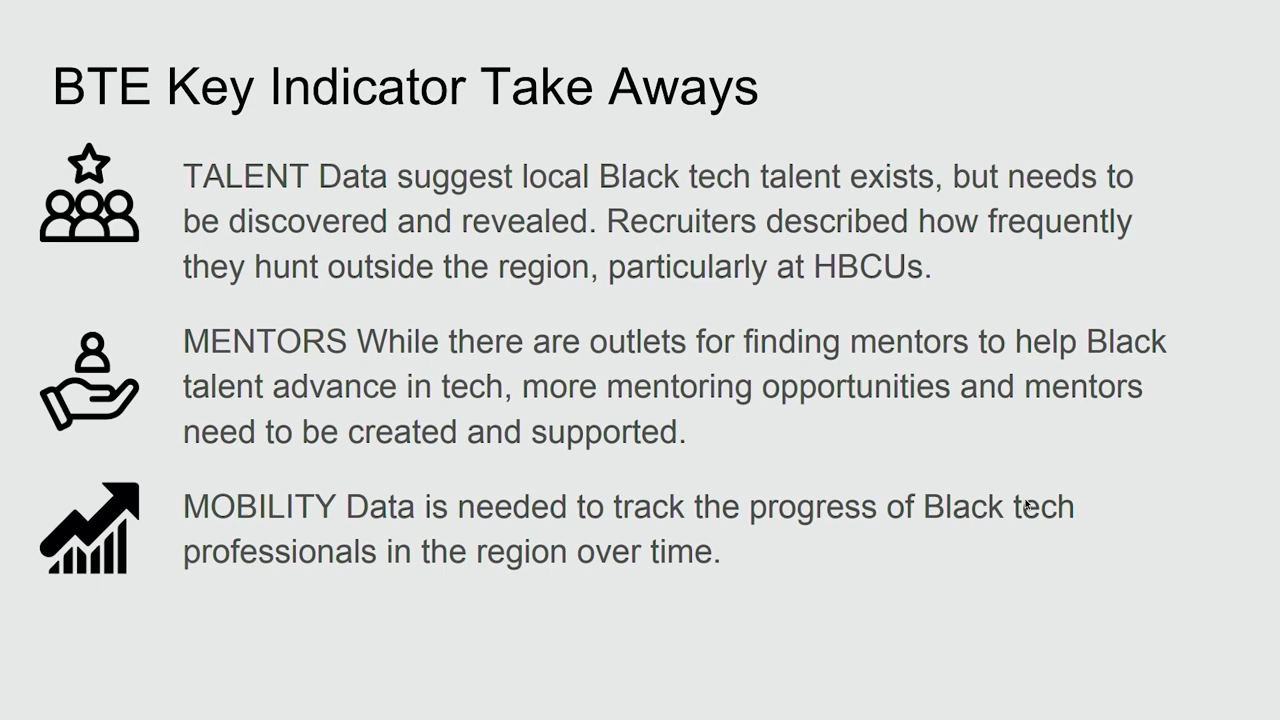 BTE Key Indicator Take Aways
TALENT Data suggest local Black tech talent exists, but needs to
be discovered and revealed. Recruiters described how frequently
they hunt outside the region, particularly at HBCUs.
MENTORS While there are outlets for finding mentors to help Black
talent advance in tech, more mentoring opportunities and mentors
need to be created and supported.
MOBILITY Data is needed to track the progress of Black tech
professionals in the region over time.